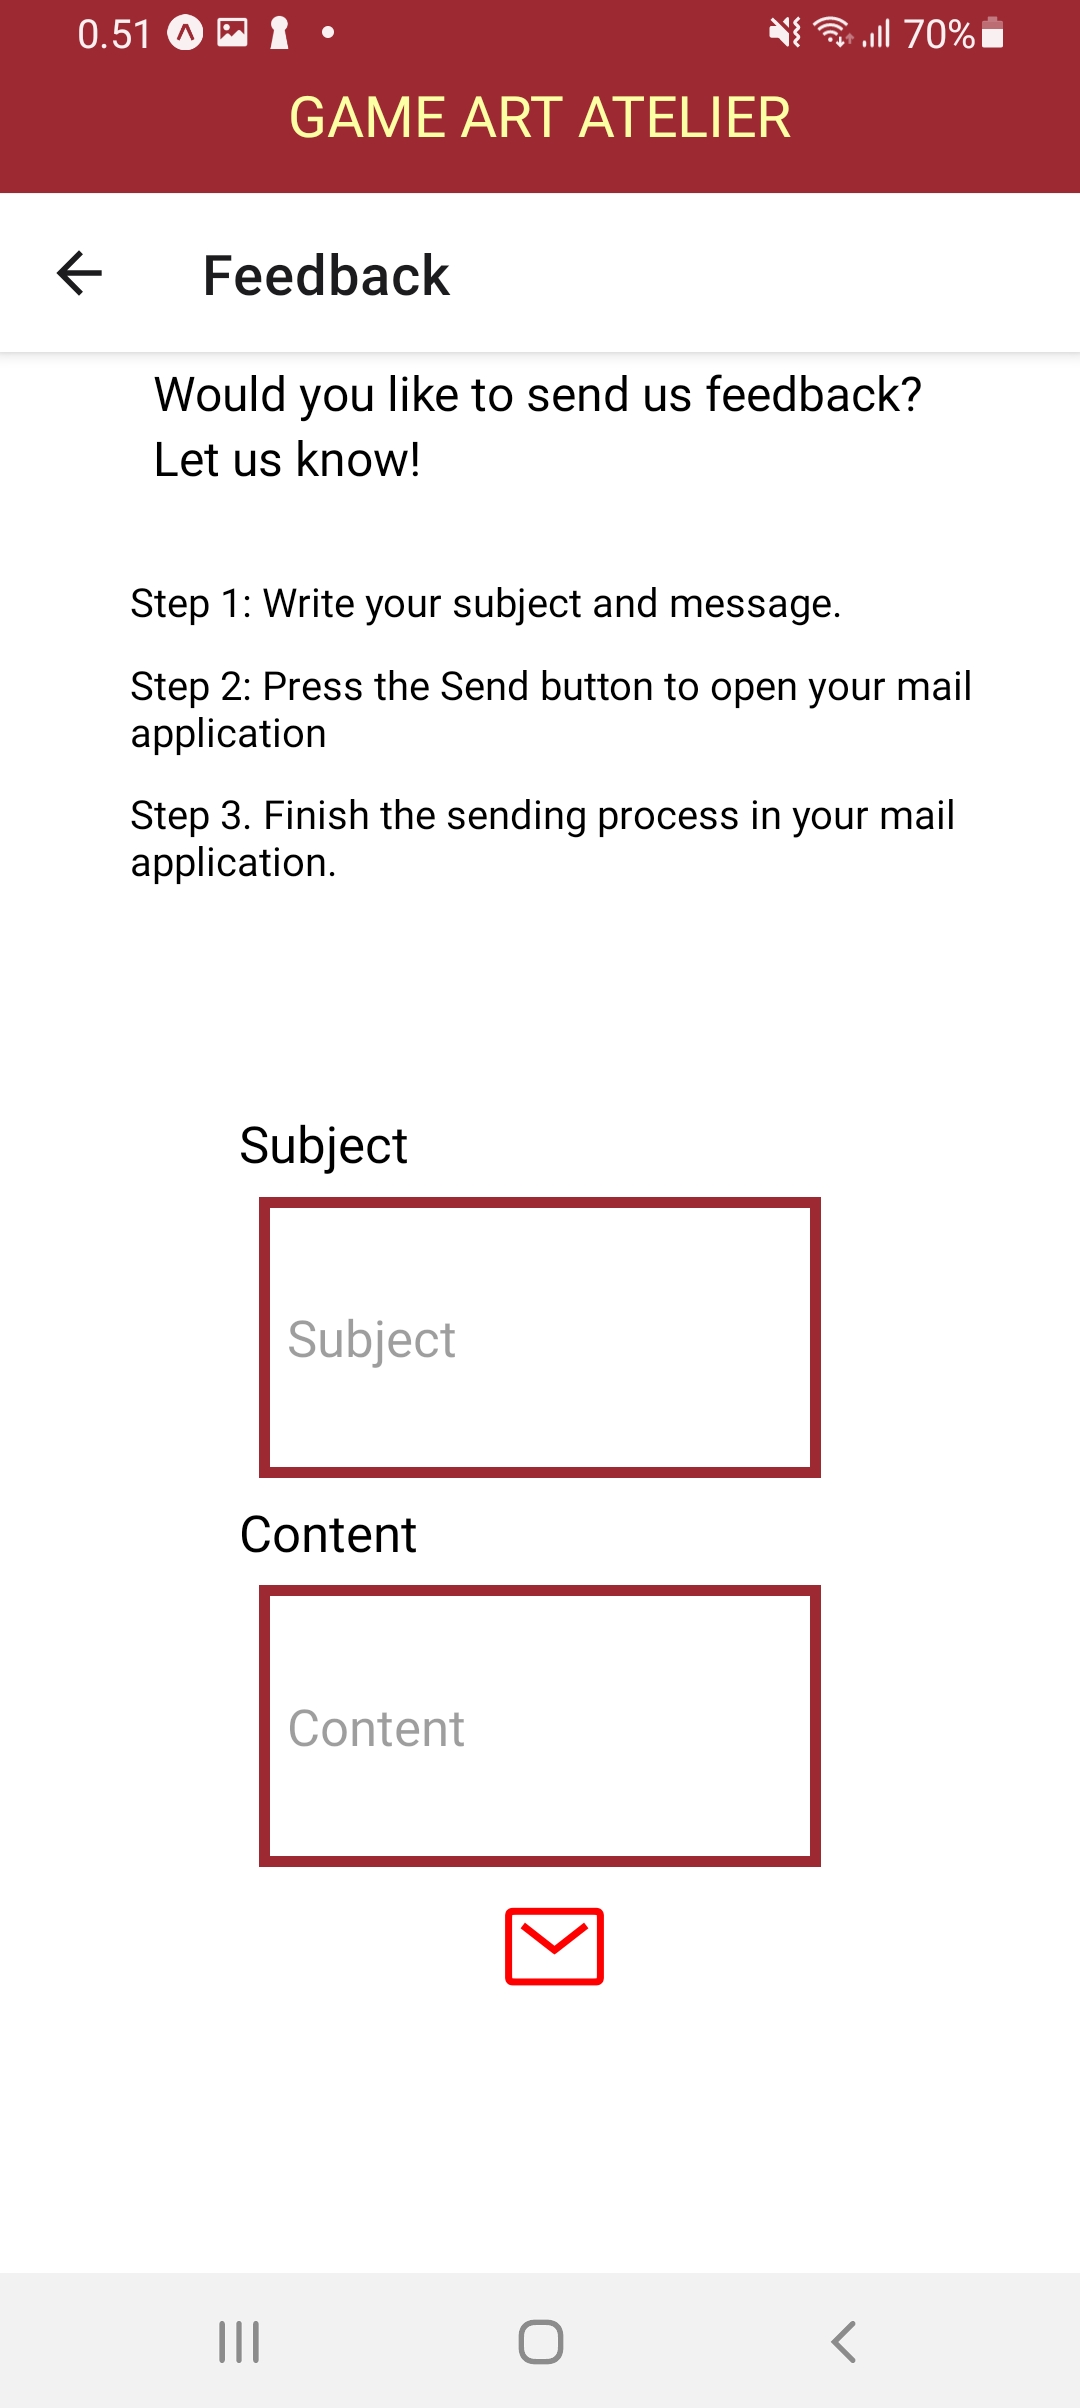 0.51 70%
GAME ART ATELIER
Feedback
Would you like to send us feedback?
Let us know!
Step 1: Write your subject and message.
Step 2: Press the Send button to open your mail
application
Step 3. Finish the sending process in your mail
application.
Subject
Subject
Content
Content